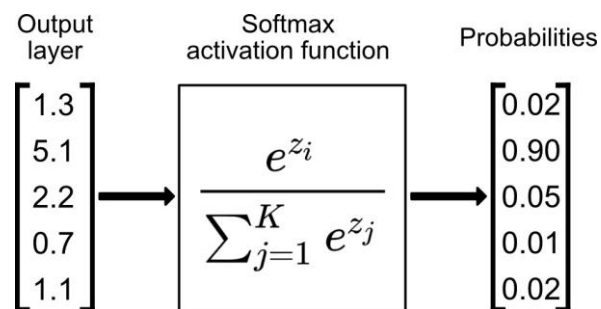 Output
layer
Softmax
activation function
Probabilities
1.3
5.1
2.2
0.7
1.1
e^{z_i}
∑_{j=1}^{K} e^{z_j}
0.02
0.90
0.05
0.01
0.02